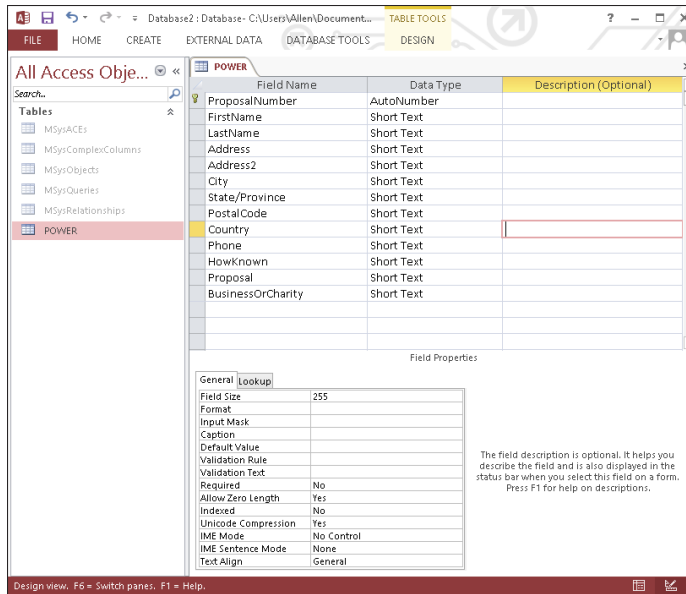 Database2 : Database- C:\Users\Allen\Document... TABLE TOOLS ?
FILE HOME CREATE EXTERNAL DATA DATABASE TOOLS DESIGN
All Access Obje... «
Search..
Tables
MSysACEs
MSysComplexColumns
MSysObjects
MSysQueries
MSysRelationships
POWER
POWER
Field Name Data Type Description (Optional)
ProposalNumber AutoNumber
FirstName Short Text
LastName Short Text
Address Short Text
Address2 Short Text
City Short Text
State/Province Short Text
PostalCode Short Text
Country Short Text
Phone Short Text
HowKnown Short Text
Proposal Short Text
BusinessOrCharity Short Text
Field Properties
General Lookup
Field Size 255
Format
Input Mask
Caption
Default Value
Validation Rule
Validation Text
Required No
Allow Zero Length Yes
Indexed No
Unicode Compression Yes
IME Mode No Control
IME Sentence Mode None
Text Align General
The field description is optional. It helps you
describe the field and is also displayed in the
status bar when you select this field on a form.
Press F1 for help on descriptions.
Design view. F6 = Switch panes. F1 = Help.